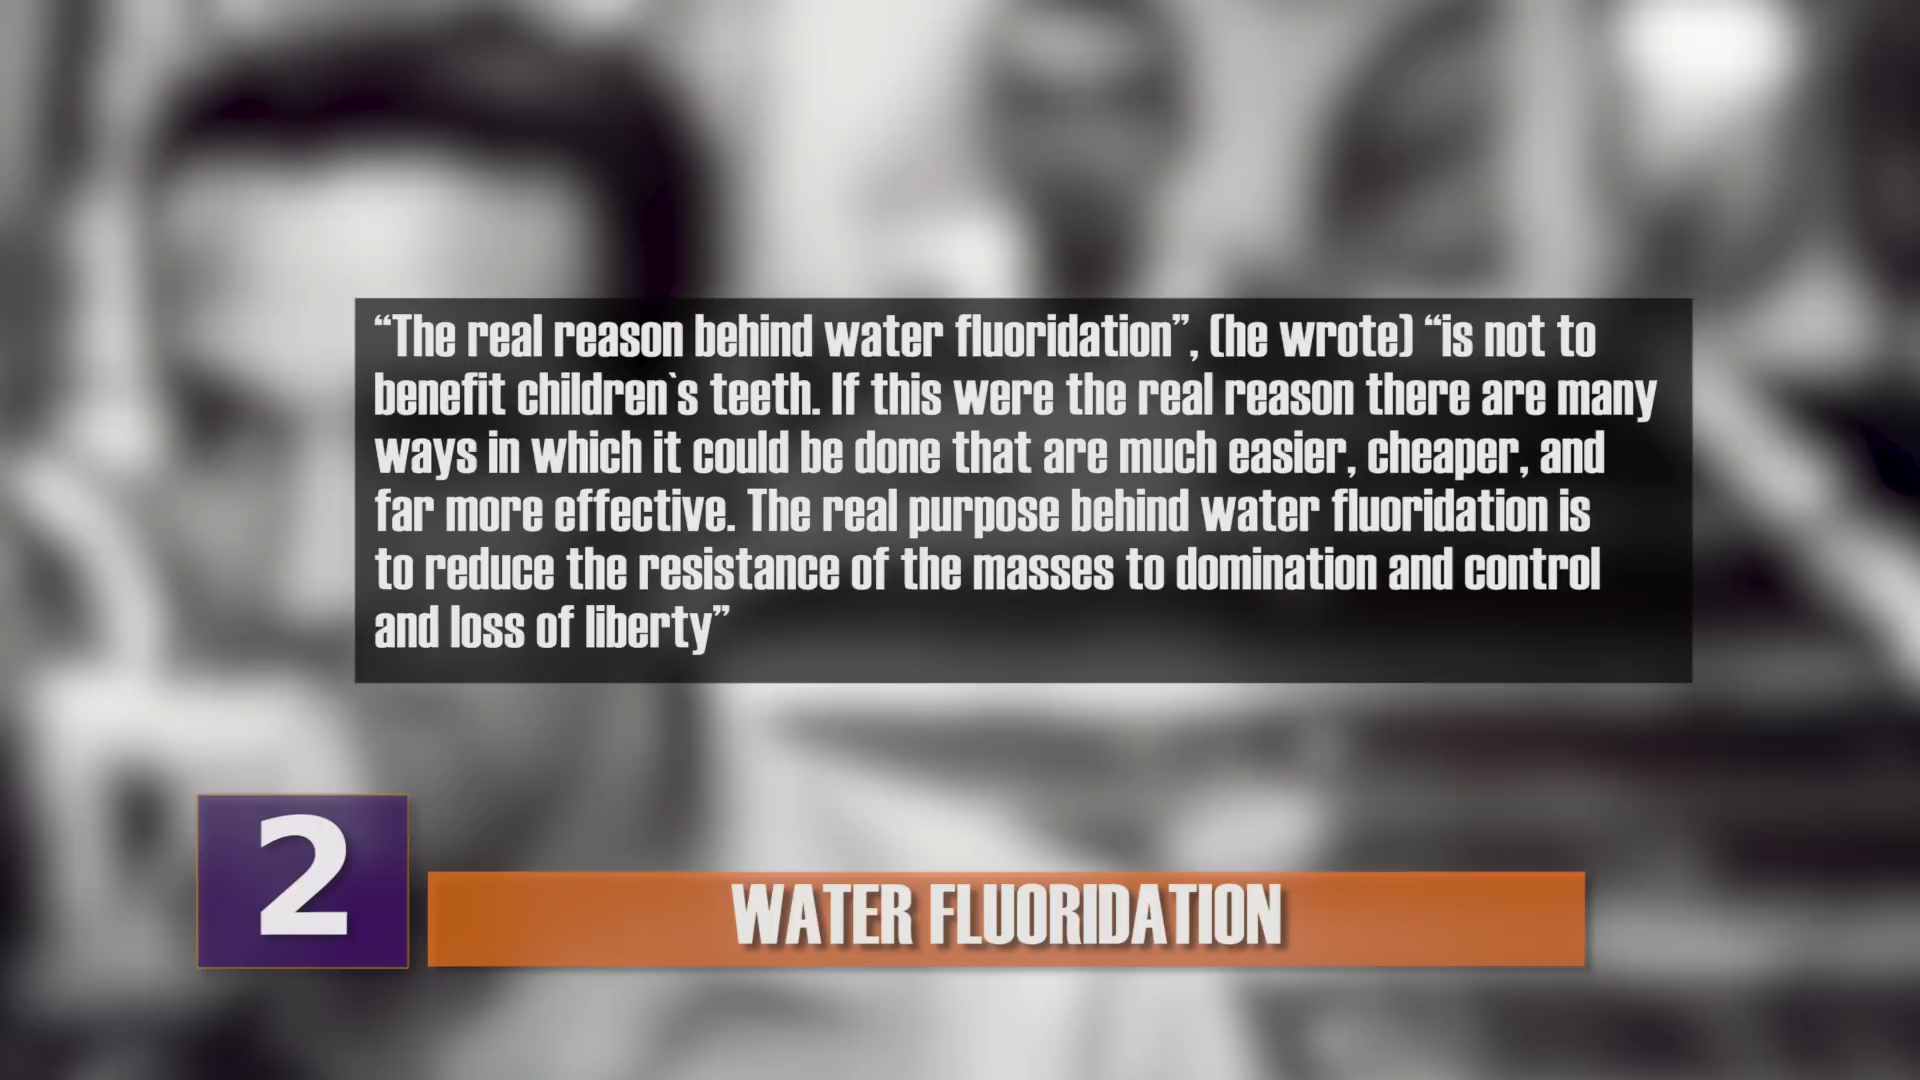 “The real reason behind water fluoridation”, (he wrote) “is not to
benefit children`s teeth. If this were the real reason there are many
ways in which it could be done that are much easier, cheaper, and
far more effective. The real purpose behind water fluoridation is
to reduce the resistance of the masses to domination and control
and loss of liberty”
2
WATER FLUORIDATION